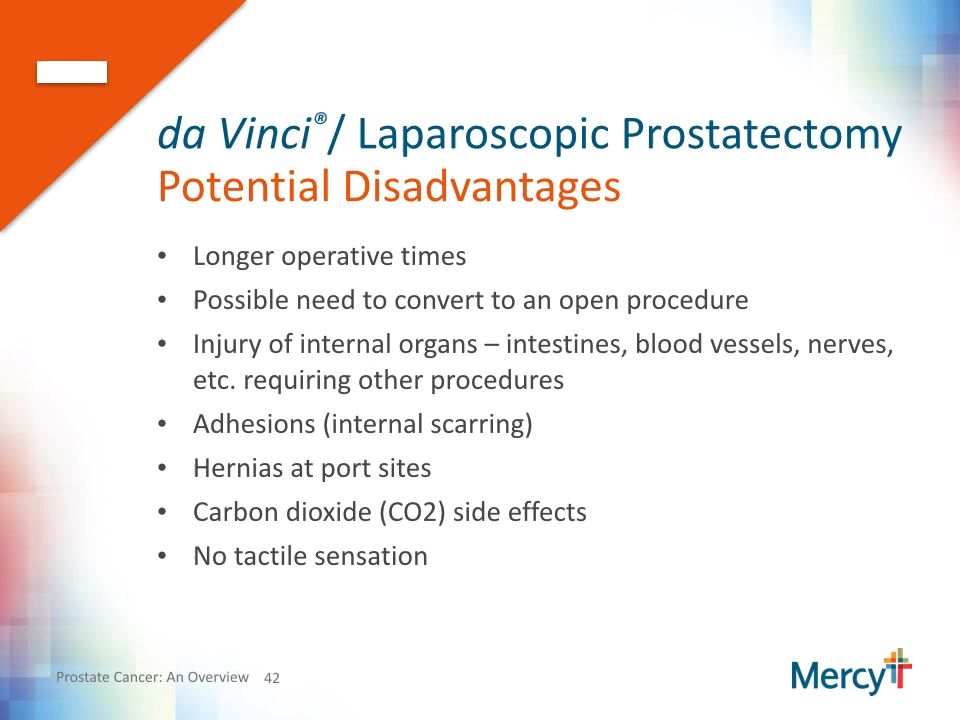 da Vinci®/ Laparoscopic Prostatectomy
Potential Disadvantages
• Longer operative times
• Possible need to convert to an open procedure
• Injury of internal organs – intestines, blood vessels, nerves,
etc. requiring other procedures
• Adhesions (internal scarring)
• Hernias at port sites
• Carbon dioxide (CO2) side effects
• No tactile sensation
Prostate Cancer: An Overview 42
Mercy